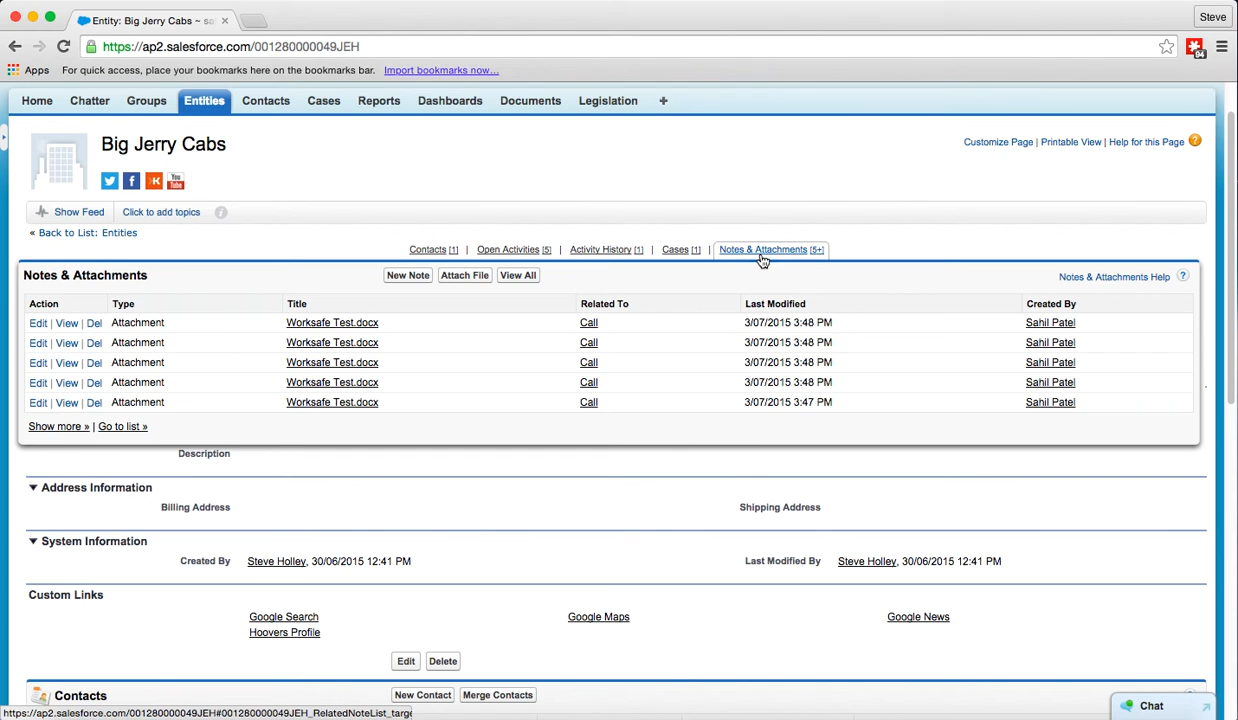 Entity: Big Jerry Cabs ~ sa
Steve
https://ap2.salesforce.com/001280000049JEH
94
Apps For quick access, place your bookmarks here on the bookmarks bar. Import bookmarks now…
Home Chatter Groups Entities Contacts Cases Reports Dashboards Documents Legislation +
Big Jerry Cabs
Customize Page | Printable View | Help for this Page ?
You Tube
Show Feed Click to add topics i
« Back to List: Entities
Contacts [1] | Open Activities [5] | Activity History [1] | Cases [1] | Notes & Attachments [5+]
Notes & Attachments New Note Attach File View All Notes & Attachments Help ?
Action Type Title Related To Last Modified Created By
Edit | View | Del Attachment Worksafe Test.docx Call 3/07/2015 3:48 PM Sahil Patel
Edit | View | Del Attachment Worksafe Test.docx Call 3/07/2015 3:48 PM Sahil Patel
Edit | View | Del Attachment Worksafe Test.docx Call 3/07/2015 3:48 PM Sahil Patel
Edit | View | Del Attachment Worksafe Test.docx Call 3/07/2015 3:48 PM Sahil Patel
Edit | View | Del Attachment Worksafe Test.docx Call 3/07/2015 3:47 PM Sahil Patel
Show more » | Go to list »
Description
Address Information
Billing Address Shipping Address
System Information
Created By Steve Holley, 30/06/2015 12:41 PM Last Modified By Steve Holley, 30/06/2015 12:41 PM
Custom Links
Google Search Google Maps Google News
Hoovers Profile
Edit Delete
Contacts New Contact Merge Contacts
https://ap2.salesforce.com/001280000049JEH#001280000049JEH_RelatedNoteList_targe
Chat